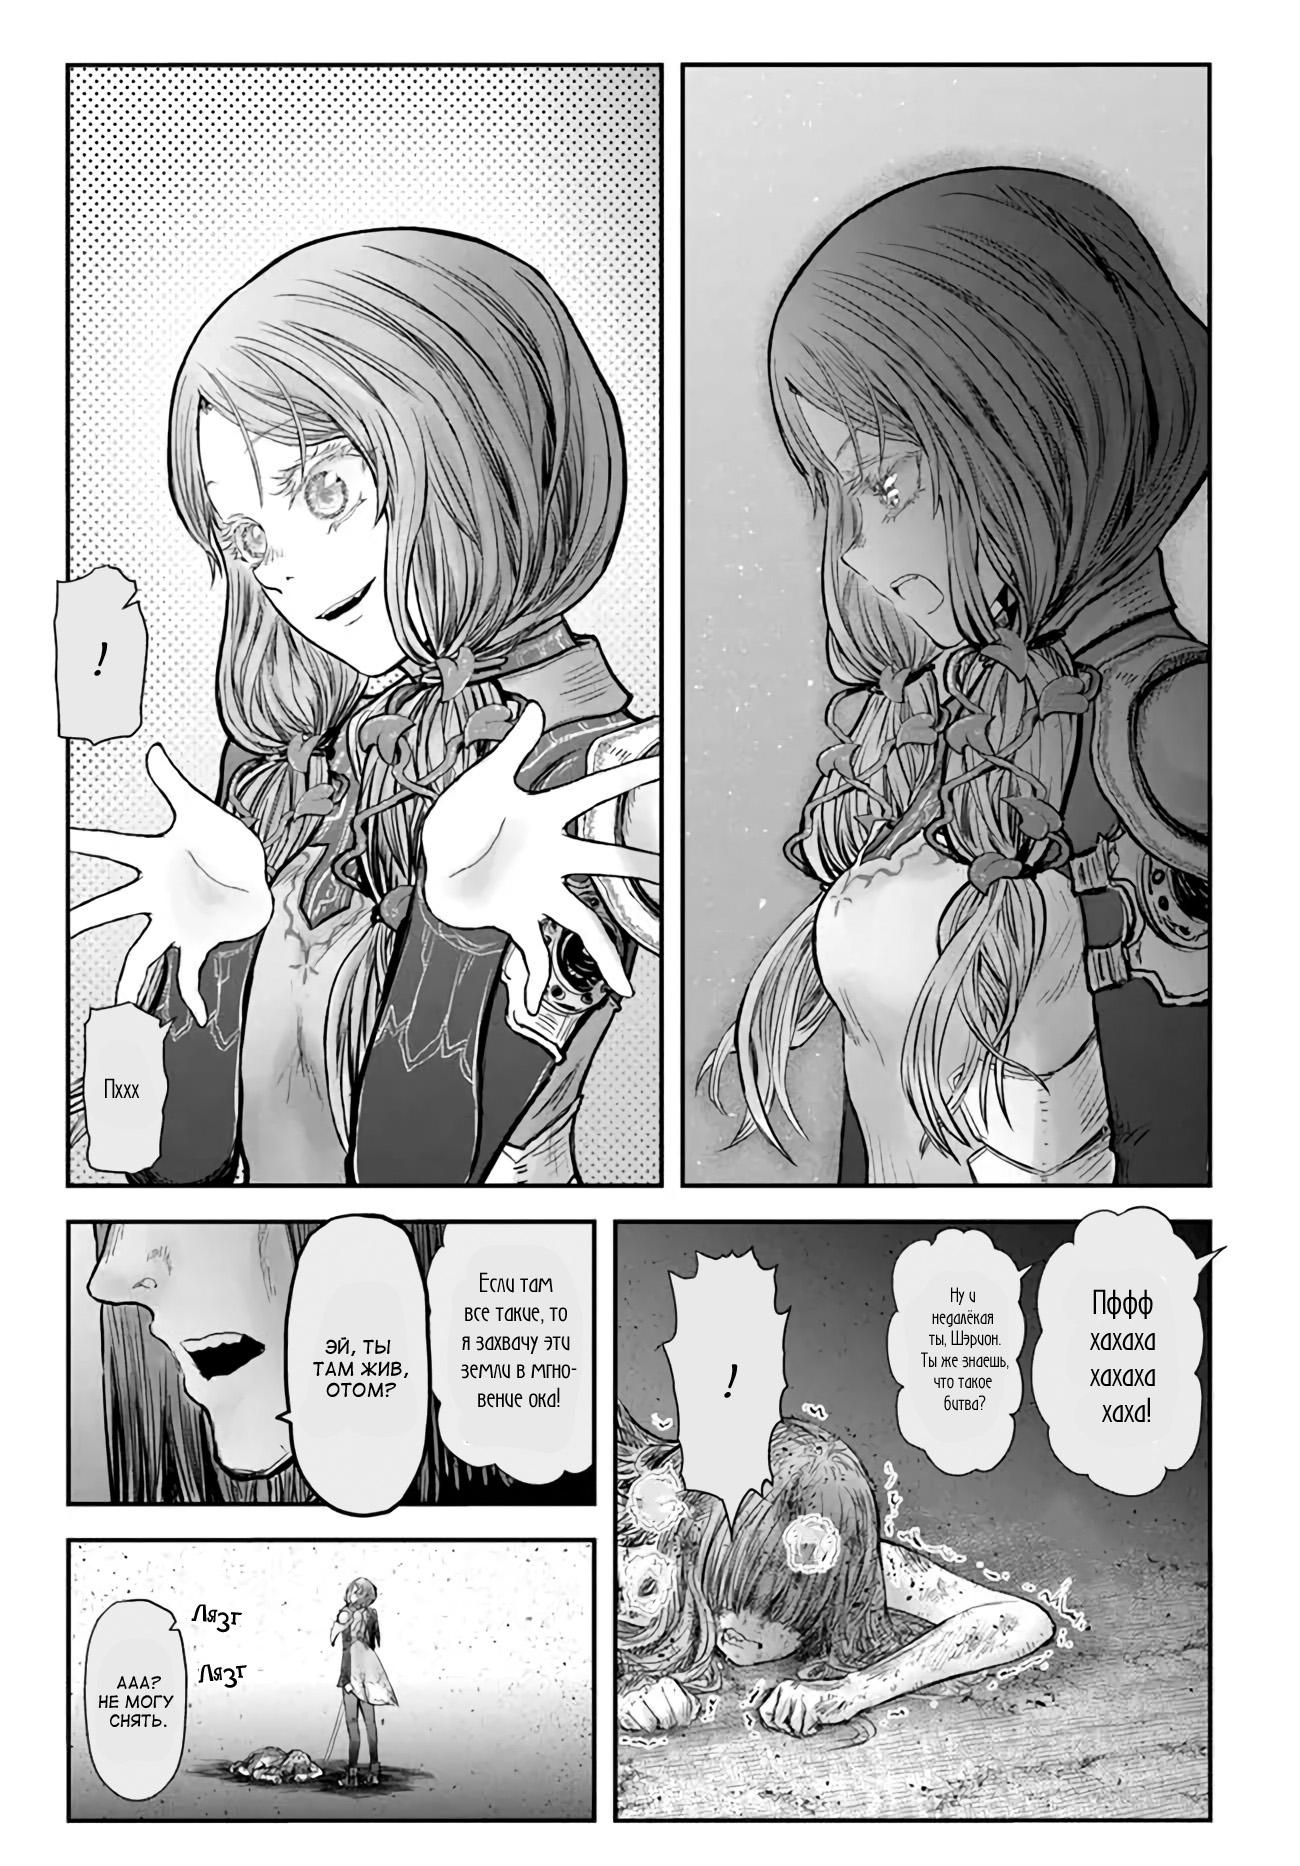 !
Пххх
Пффф
хахаха
хахаха
хаха!
Ну и
недалёкая
ты, Шэрион.
Ты же знаешь,
что такое
битва?
!
Если там
все такие, то
я захвачу эти
земли в мгно-
вение ока!
ЭЙ, ТЫ
ТАМ ЖИВ,
ОТОМ?
Лязг
Лязг
ААА?
НЕ МОГУ
СНЯТЬ.